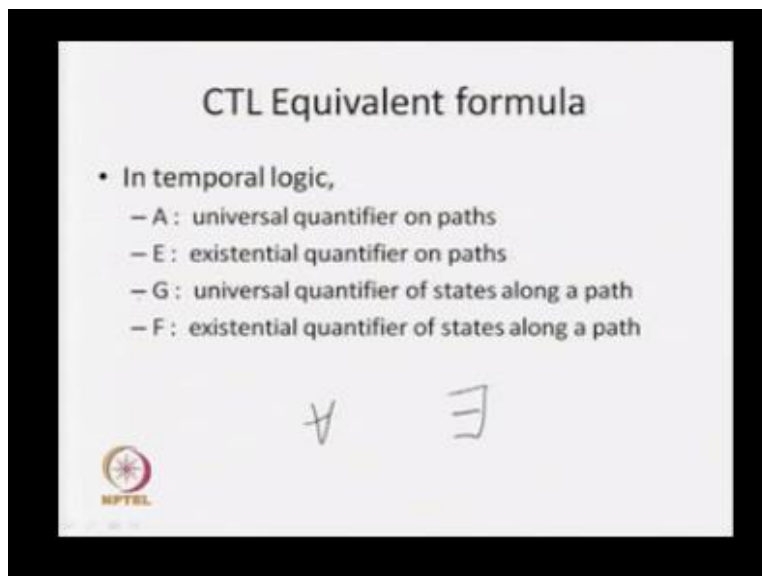 CTL Equivalent formula
• In temporal logic,
– A : universal quantifier on paths
– E : existential quantifier on paths
– G : universal quantifier of states along a path
– F : existential quantifier of states along a path
∀ ∃
NPTEL